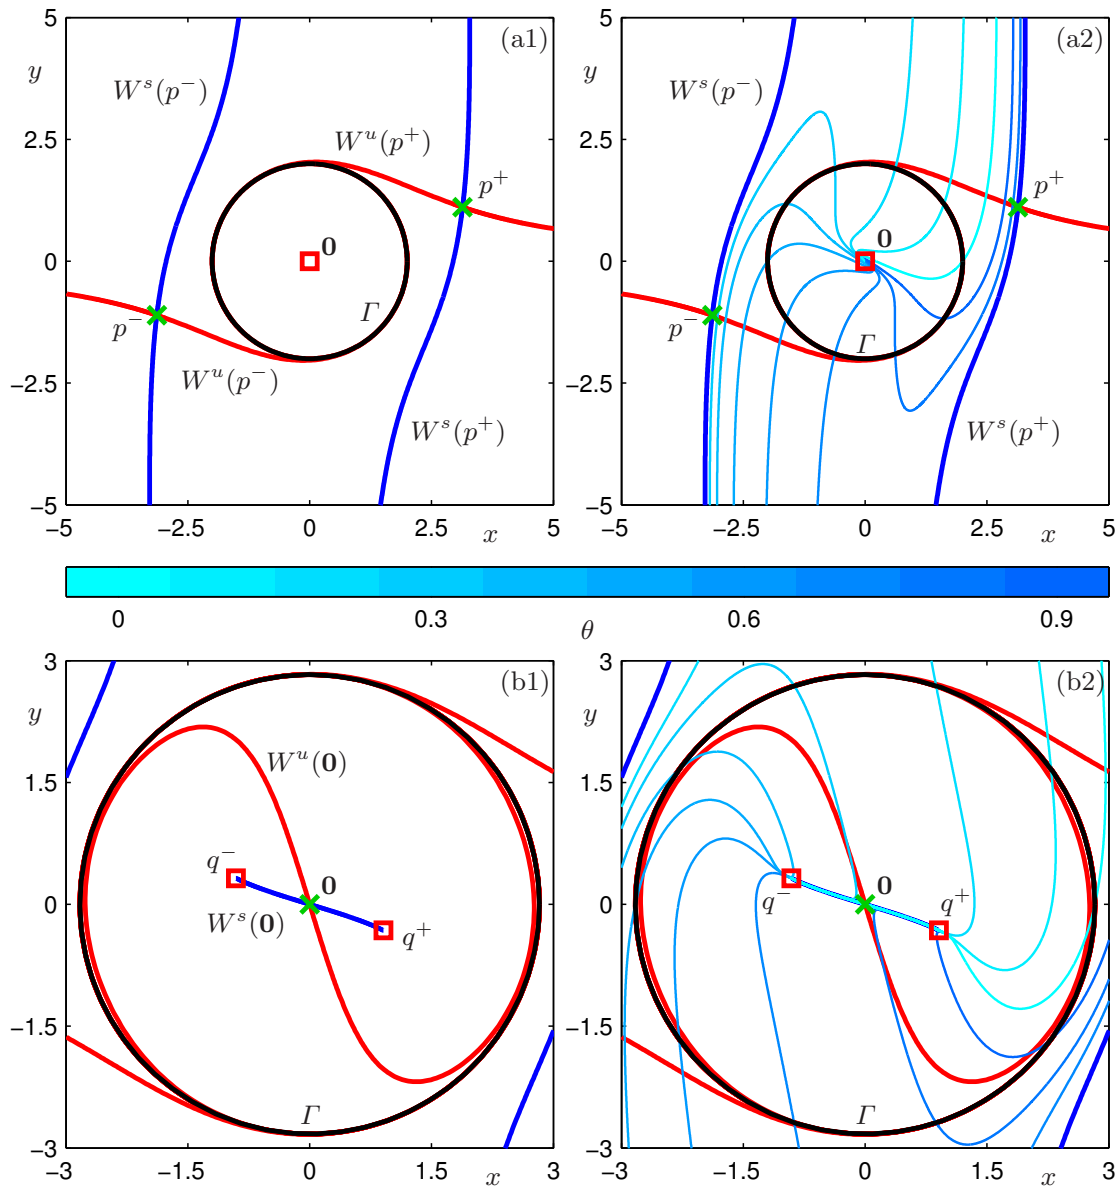 (a1)
5
y
2.5
0
−2.5
−5
−5
−2.5
0
2.5
x
5
W^s(p^−)
W^u(p^+)
p^+
0
Γ
p^−
W^u(p^−)
W^s(p^+)
(a2)
5
y
2.5
0
−2.5
−5
−5
−2.5
0
2.5
x
5
W^s(p^−)
p^+
0
p^−
Γ
W^s(p^+)
0
0.3
0.6
0.9
θ
(b1)
3
y
1.5
0
−1.5
−3
−3
−1.5
0
1.5
x
3
W^u(0)
q^−
0
W^s(0)
q^+
Γ
(b2)
3
y
1.5
0
−1.5
−3
−3
−1.5
0
1.5
x
3
q^−
0
q^+
Γ